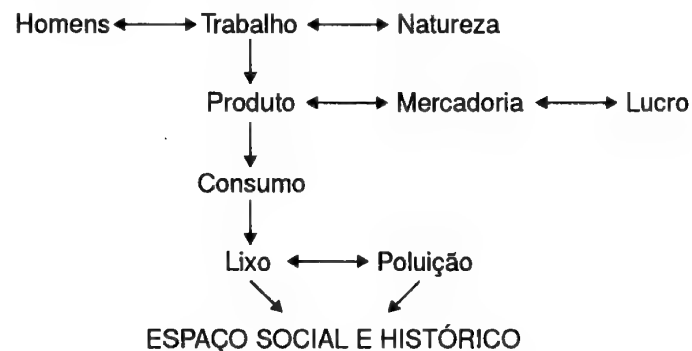 Homens Trabalho Natureza
Produto Mercadoria Lucro
Consumo
Lixo Poluição
ESPAÇO SOCIAL E HISTÓRICO